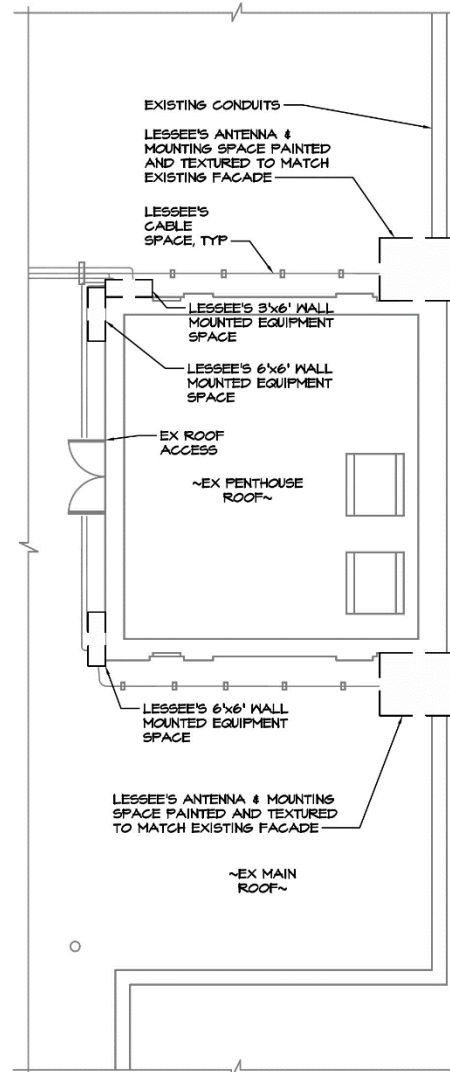 EXISTING CONDUITS
LESSEE'S ANTENNA &
MOUNTING SPACE PAINTED
AND TEXTURED TO MATCH
EXISTING FACADE
LESSEE'S
CABLE
SPACE, TYP
LESSEE'S 3'x6' WALL
MOUNTED EQUIPMENT
SPACE
LESSEE'S 6'x6' WALL
MOUNTED EQUIPMENT
SPACE
EX ROOF
ACCESS
~EX PENTHOUSE
ROOF~
LESSEE'S 6'x6' WALL
MOUNTED EQUIPMENT
SPACE
LESSEE'S ANTENNA & MOUNTING
SPACE PAINTED AND TEXTURED
TO MATCH EXISTING FACADE
~EX MAIN
ROOF~